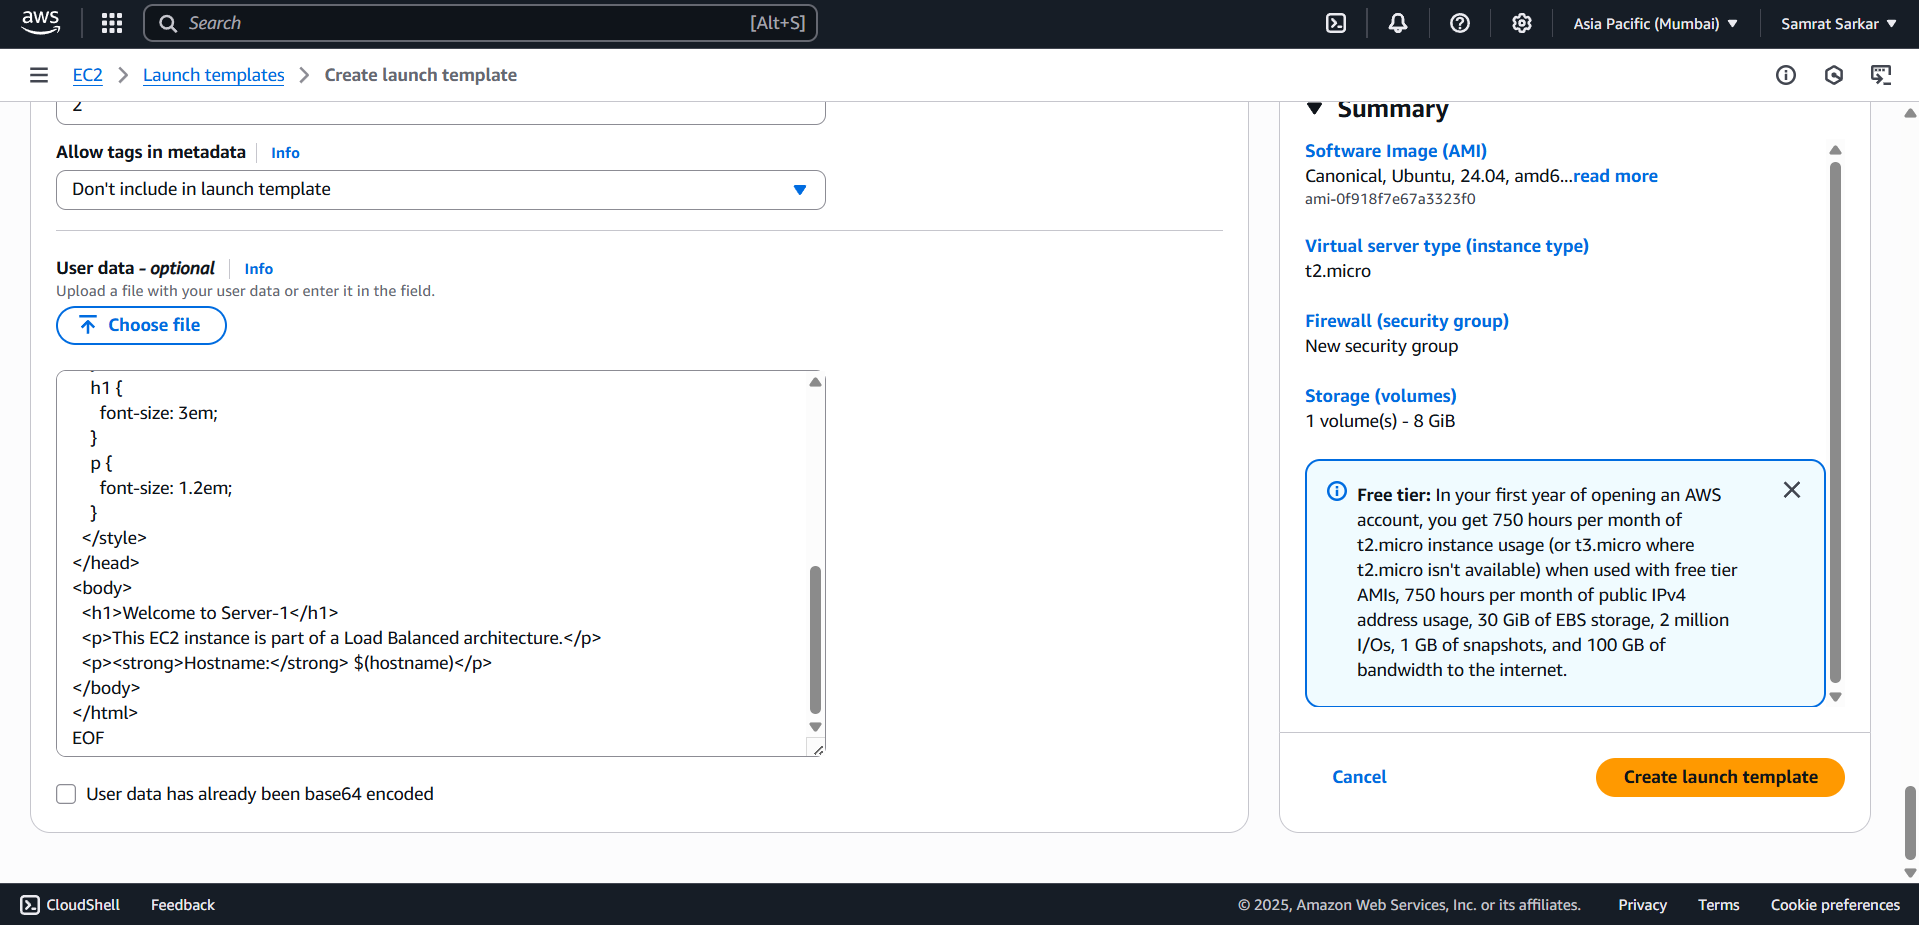 aws
Search [Alt+S]
Asia Pacific (Mumbai)
Samrat Sarkar
EC2 Launch templates Create launch template
2
Allow tags in metadata Info
Don't include in launch template
User data - optional Info
Upload a file with your user data or enter it in the field.
Choose file
h1 {
font-size: 3em;
}
p {
font-size: 1.2em;
}
</style>
</head>
<body>
<h1>Welcome to Server-1</h1>
<p>This EC2 instance is part of a Load Balanced architecture.</p>
<p><strong>Hostname:</strong> $(hostname)</p>
</body>
</html>
EOF
User data has already been base64 encoded
Summary
Software Image (AMI)
Canonical, Ubuntu, 24.04, amd6...read more
ami-0f918f7e67a3323f0
Virtual server type (instance type)
t2.micro
Firewall (security group)
New security group
Storage (volumes)
1 volume(s) - 8 GiB
Free tier: In your first year of opening an AWS
account, you get 750 hours per month of
t2.micro instance usage (or t3.micro where
t2.micro isn't available) when used with free tier
AMIs, 750 hours per month of public IPv4
address usage, 30 GiB of EBS storage, 2 million
I/Os, 1 GB of snapshots, and 100 GB of
bandwidth to the internet.
Cancel
Create launch template
CloudShell Feedback
© 2025, Amazon Web Services, Inc. or its affiliates. Privacy Terms Cookie preferences